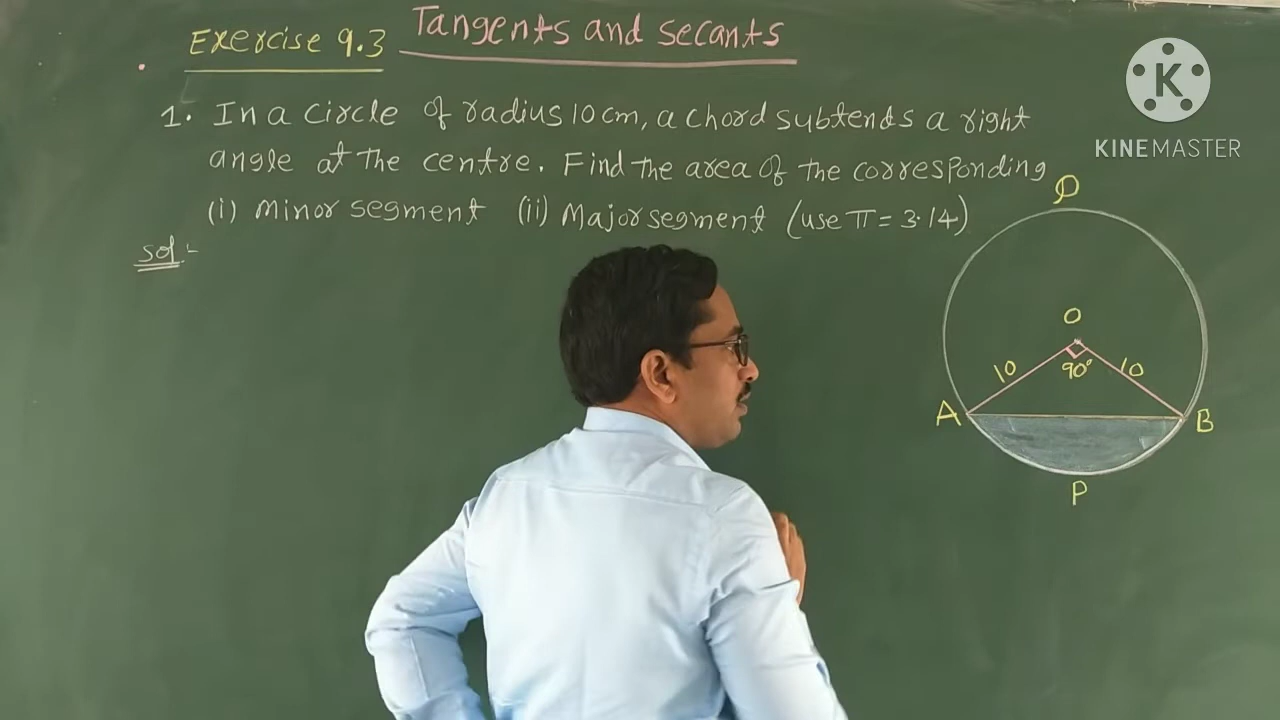 Exercise 9.3 Tangents and secants
K
KINEMASTER
1. In a circle of radius 10 cm, a chord subtends a right
angle at the centre. Find the area of the corresponding
(i) Minor segment (ii) Major segment (use π = 3.14)
Sol:-
Q
O
10 90° 10
A B
P